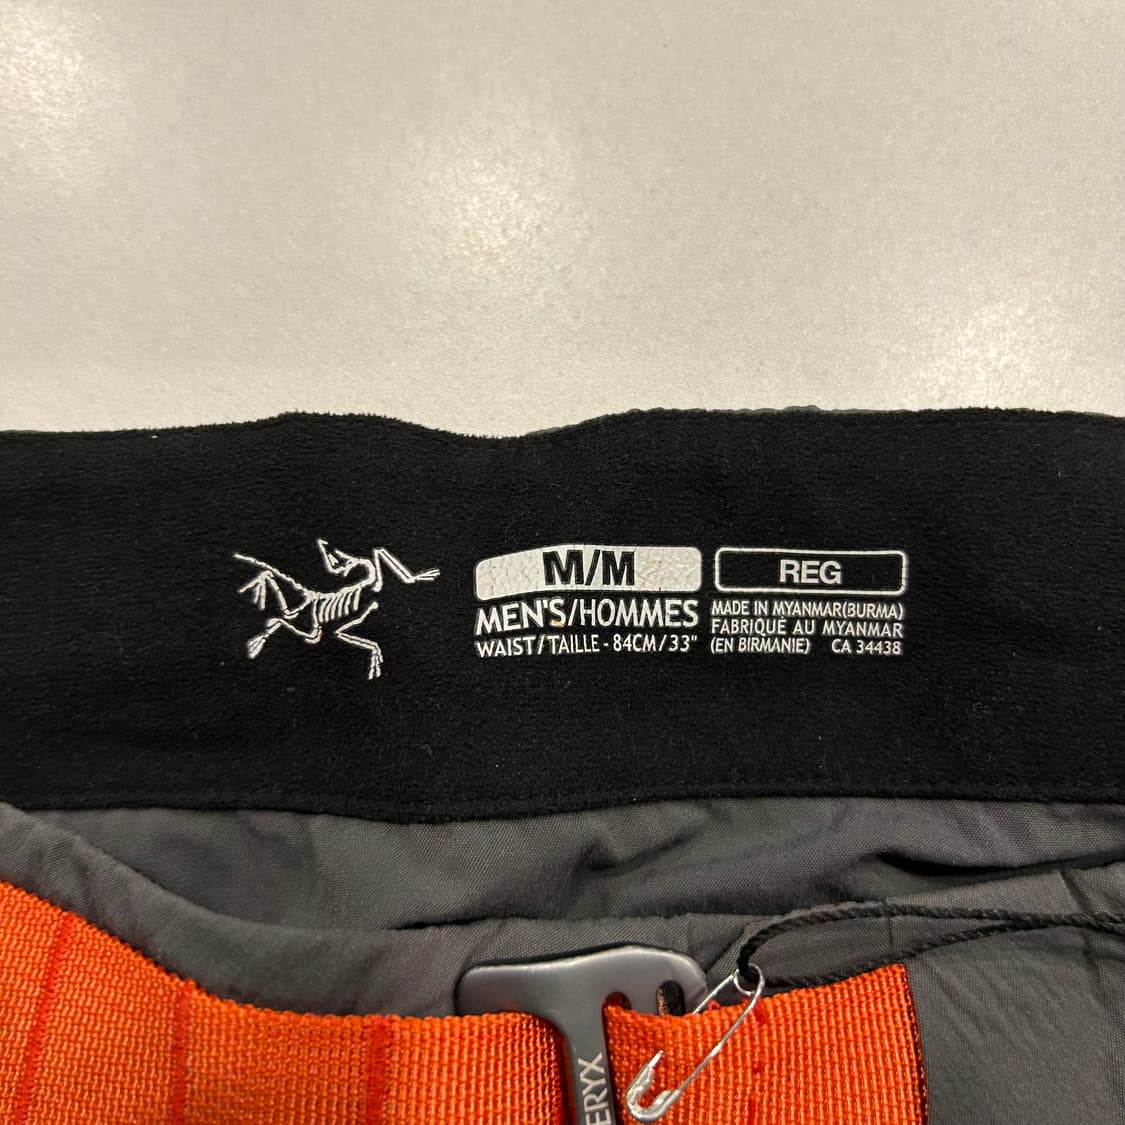 M/M
MEN'S/HOMMES
WAIST/TAILLE - 84CM/33"
REG
MADE IN MYANMAR(BURMA)
FABRIQUÉ AU MYANMAR
(EN BIRMANIE) CA 34438
ERYX